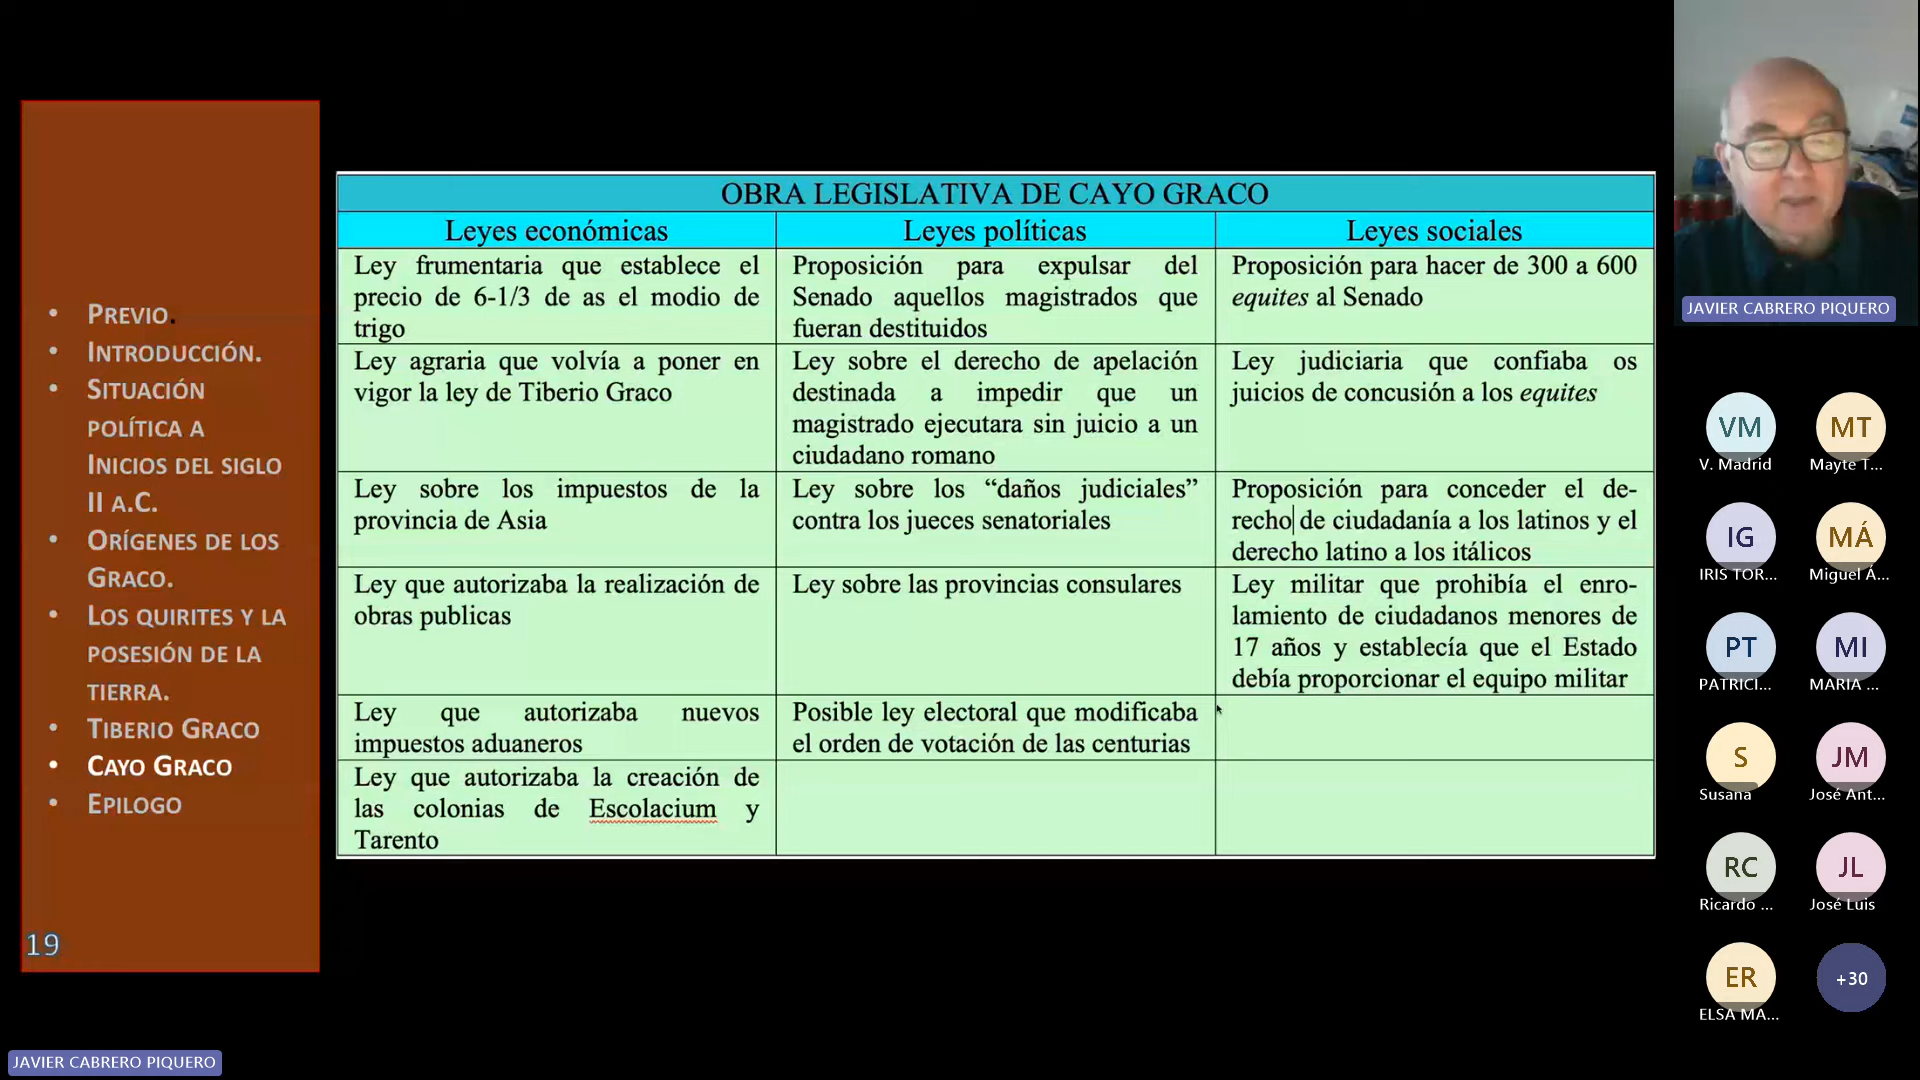 • PREVIO.
• INTRODUCCIÓN.
• SITUACIÓN
POLÍTICA A
INICIOS DEL SIGLO
II A.C.
• ORÍGENES DE LOS
GRACO.
• LOS QUIRITES Y LA
POSESIÓN DE LA
TIERRA.
• TIBERIO GRACO
• CAYO GRACO
• EPILOGO
19
OBRA LEGISLATIVA DE CAYO GRACO
Leyes económicas
Leyes políticas
Leyes sociales
Ley frumentaria que establece el
precio de 6-1/3 de as el modio de
trigo
Proposición para expulsar del
Senado aquellos magistrados que
fueran destituidos
Proposición para hacer de 300 a 600
equites al Senado
Ley agraria que volvía a poner en
vigor la ley de Tiberio Graco
Ley sobre el derecho de apelación
destinada a impedir que un
magistrado ejecutara sin juicio a un
ciudadano romano
Ley judiciaria que confiaba os
juicios de concusión a los equites
Ley sobre los impuestos de la
provincia de Asia
Ley sobre los “daños judiciales”
contra los jueces senatoriales
Proposición para conceder el de-
recho de ciudadanía a los latinos y el
derecho latino a los itálicos
Ley que autorizaba la realización de
obras publicas
Ley sobre las provincias consulares
Ley militar que prohibía el enro-
lamiento de ciudadanos menores de
17 años y establecía que el Estado
debía proporcionar el equipo militar
Ley que autorizaba nuevos
impuestos aduaneros
Posible ley electoral que modificaba
el orden de votación de las centurias
Ley que autorizaba la creación de
las colonias de Escolacium y
Tarento
JAVIER CABRERO PIQUERO
VM
V. Madrid
MT
Mayte T...
IG
IRIS TOR...
MÁ
Miguel Á...
PT
PATRICI...
MI
MARIA ...
S
Susana
JM
José Ant...
RC
Ricardo ...
JL
José Luis
ER
ELSA MA...
+30
JAVIER CABRERO PIQUERO